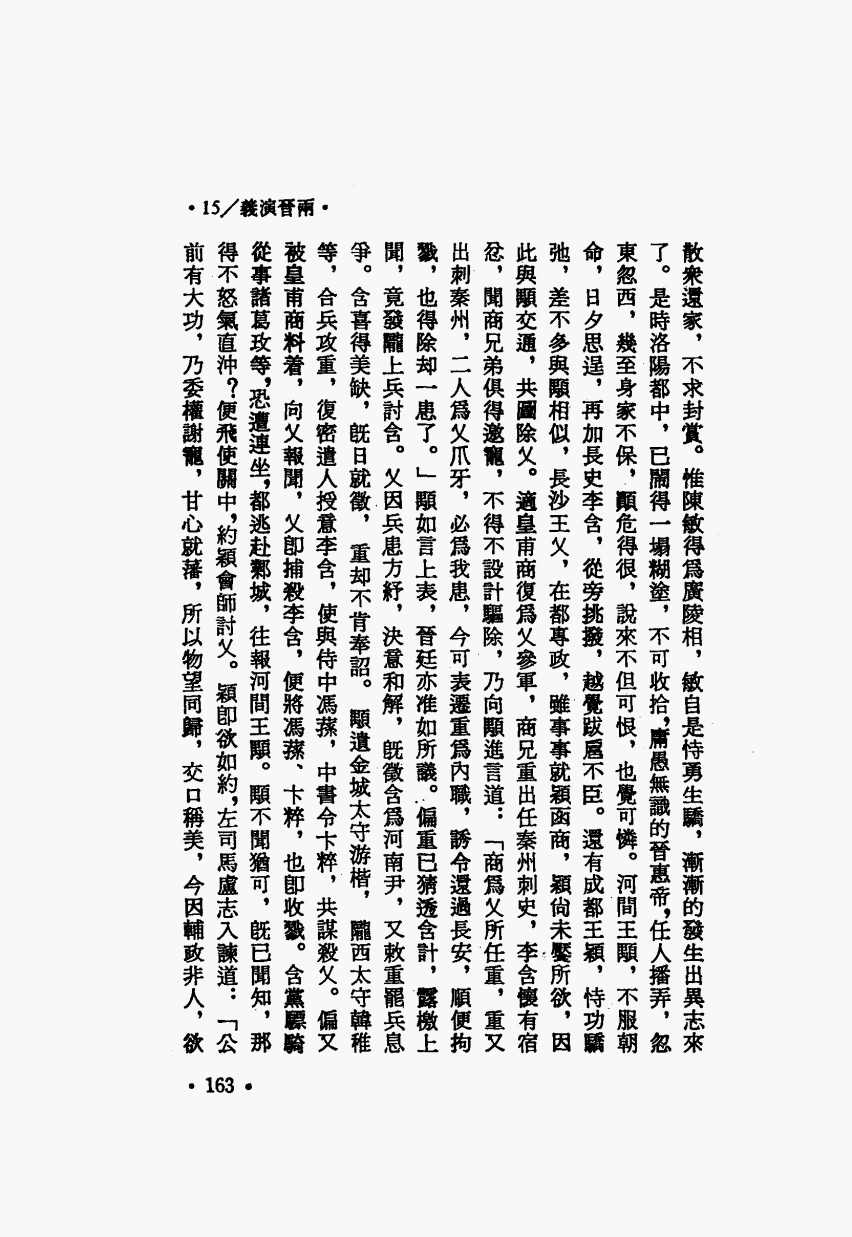 •15／義演晉兩•
散衆還家，不求封賞。惟陳敏得爲廣陵相，敏自是恃勇生驕，漸漸的發生出異志來
了。是時洛陽都中，已鬧得一塌糊塗，不可收拾，庸愚無識的晉惠帝，任人播弄，忽
東忽西，幾至身家不保，顚危得很，說來不但可恨，也覺可憐。河間王顒，不服朝
命，日夕思逞，再加長史李含，從旁挑撥，越覺跋扈不臣。還有成都王穎，恃功驕
弛，差不多與顒相似，長沙王乂，在都專政，雖事事就穎函商，穎尙未饜所欲，因
此與顒交通，共圖除乂。適皇甫商復爲乂參軍，商兄重出任秦州刺史，李含懷有宿
忿，聞商兄弟俱得邀寵，不得不設計驅除，乃向顒進言道：「商爲乂所任重，重又
出刺秦州，二人爲乂爪牙，必爲我患，今可表遷重爲內職，誘令還過長安，順便拘
戮，也得除却一患了。」顒如言上表，晉廷亦准如所議。偏重已猜透含計，露檄上
聞，竟發隴上兵討含。乂因兵患方紓，決意和解，旣徵含爲河南尹，又敕重罷兵息
爭。含喜得美缺，旣日就徵，重却不肯奉詔。顒遣金城太守游楷，隴西太守韓稚
等，合兵攻重，復密遣人授意李含，使與侍中馮蓀，中書令卞粹，共謀殺乂。偏又
被皇甫商料着，向乂報聞，乂卽捕殺李含，便將馮蓀、卞粹，也卽收戮。含黨驃騎
從事諸葛玫等，恐遭連坐，都逃赴鄴城，往報河間王顒。顒不聞猶可，旣已聞知，那
得不怒氣直沖？便飛使關中，約穎會師討乂。穎卽欲如約，左司馬盧志入諫道：「公
前有大功，乃委權謝寵，甘心就藩，所以物望同歸，交口稱美，今因輔政非人，欲
•163•